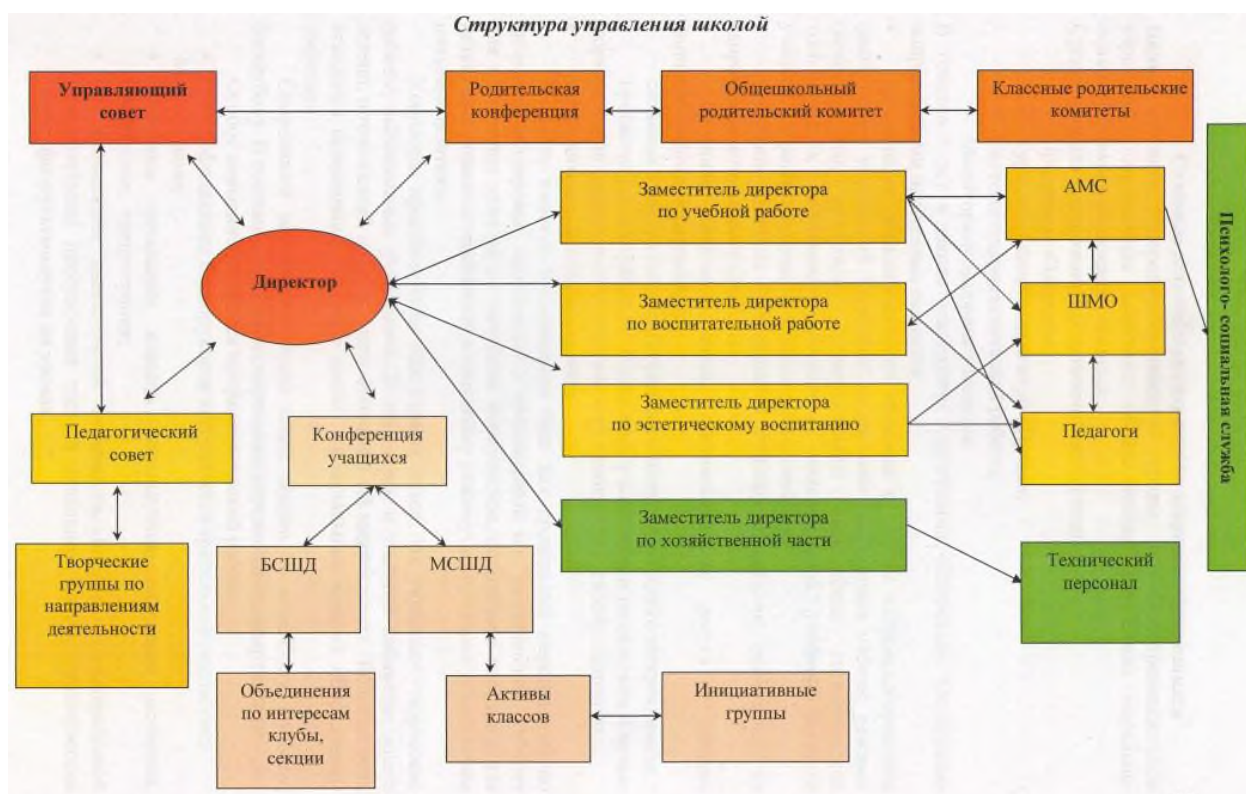 Структура управления школой
Управляющий
совет
Родительская
конференция
Общешкольный
родительский комитет
Классные родительские
комитеты
Заместитель директора
по учебной работе
АМС
Психолого- социальная служба
Директор
Заместитель директора
по воспитательной работе
ШМО
Заместитель директора
по эстетическому воспитанию
Педагоги
Педагогический
совет
Конференция
учащихся
Заместитель директора
по хозяйственной части
Технический
персонал
Творческие
группы по
направлениям
деятельности
БСШД
МСШД
Объединения
по интересам
клубы,
секции
Активы
классов
Инициативные
группы